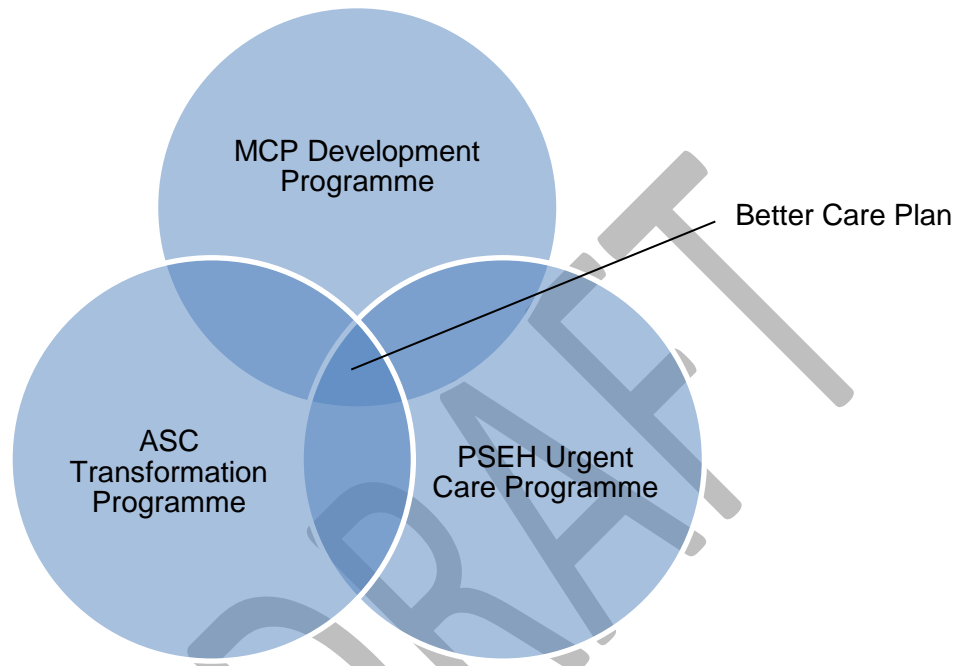 MCP Development
Programme
Better Care Plan
ASC
Transformation
Programme
PSEH Urgent
Care Programme
DRAFT